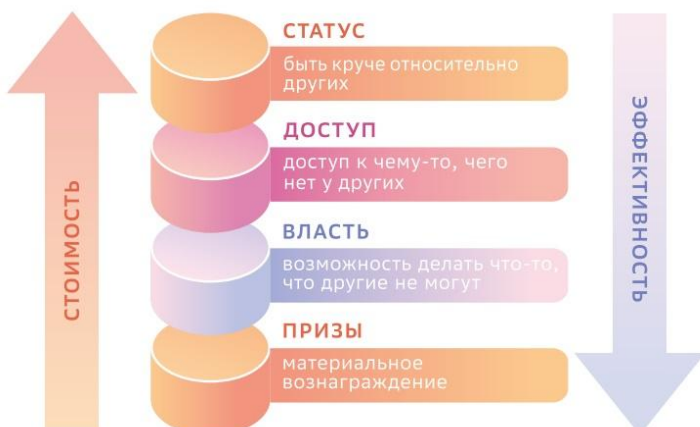 СТАТУС
быть круче относительно
других
ДОСТУП
доступ к чему-то, чего
нет у других
ВЛАСТЬ
возможность делать что-то,
что другие не могут
ПРИЗЫ
материальное
вознаграждение
СТОИМОСТЬ
ЭФФЕКТИВНОСТЬ